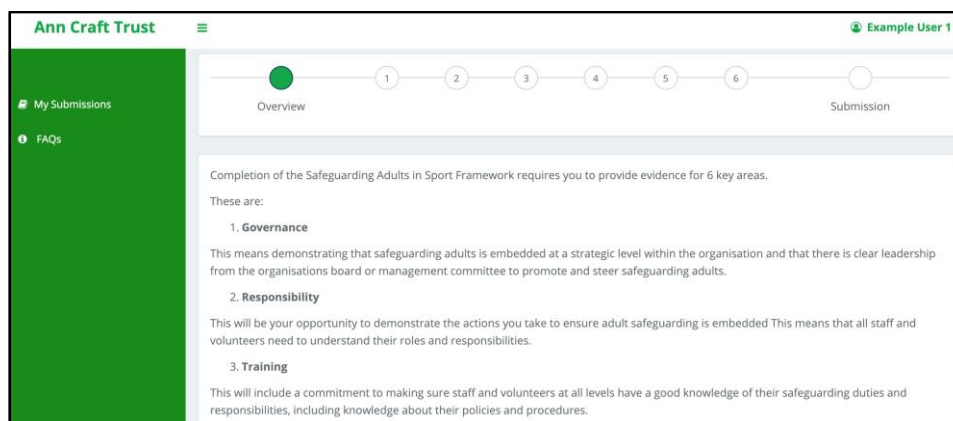 Ann Craft Trust
Example User 1
My Submissions
FAQs
1 2 3 4 5 6
Overview Submission
Completion of the Safeguarding Adults in Sport Framework requires you to provide evidence for 6 key areas.
These are:
1. Governance
This means demonstrating that safeguarding adults is embedded at a strategic level within the organisation and that there is clear leadership
from the organisations board or management committee to promote and steer safeguarding adults.
2. Responsibility
This will be your opportunity to demonstrate the actions you take to ensure adult safeguarding is embedded This means that all staff and
volunteers need to understand their roles and responsibilities.
3. Training
This will include a commitment to making sure staff and volunteers at all levels have a good knowledge of their safeguarding duties and
responsibilities, including knowledge about their policies and procedures.